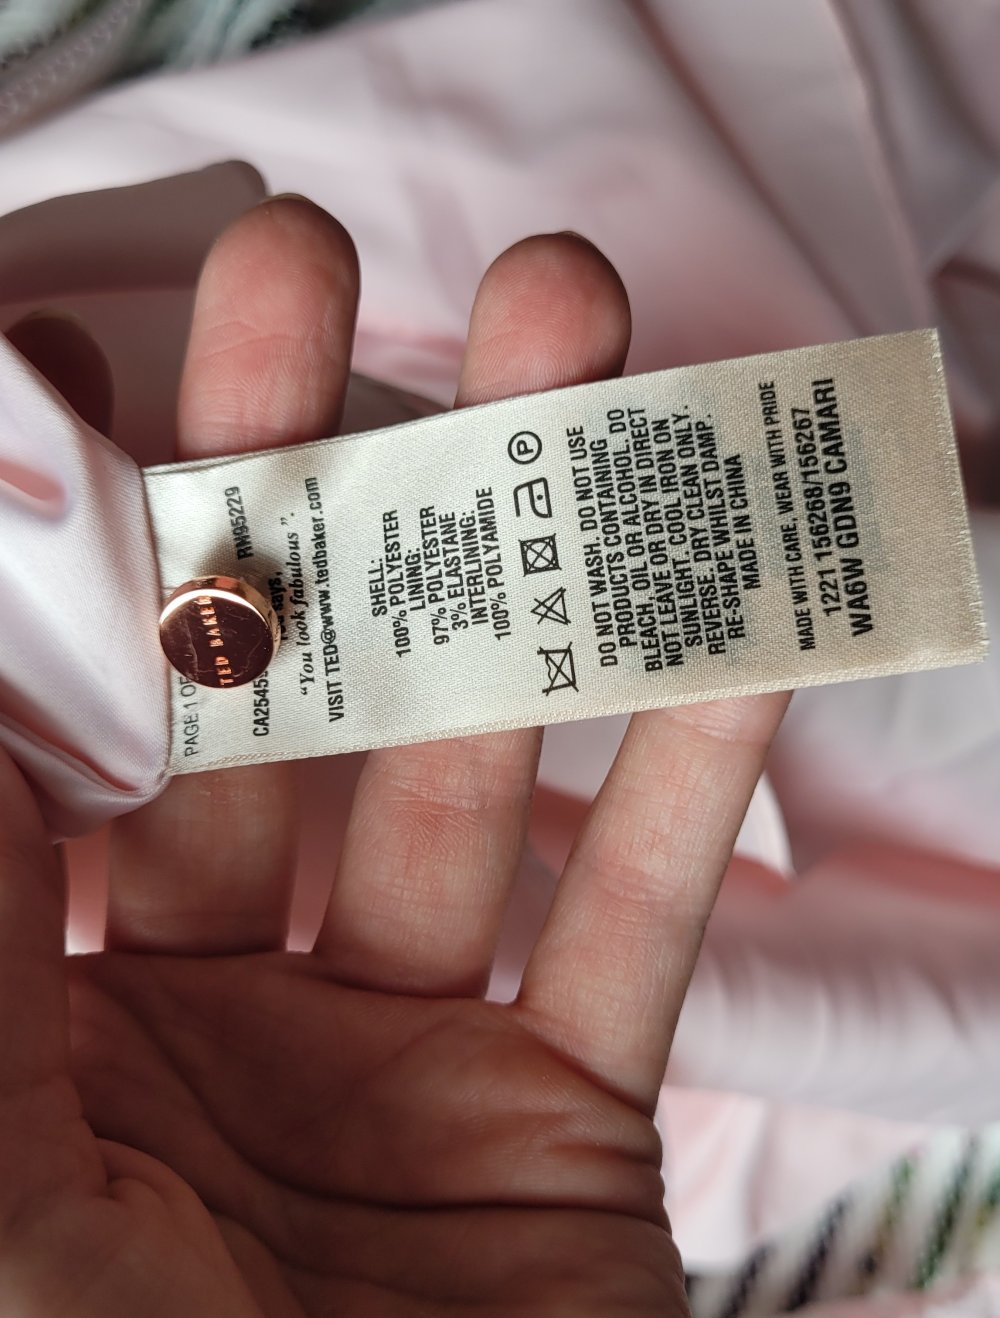 PAGE 1 OF
TED BAKER
CA2545 RW95229
says,
“You look fabulous”.
VISIT TED@www.tedbaker.com
SHELL:
100% POLYESTER
LINING:
97% POLYESTER
3% ELASTANE
INTERLINING:
100% POLYAMIDE
P
DO NOT WASH. DO NOT USE
PRODUCTS CONTAINING
BLEACH, OIL OR ALCOHOL. DO
NOT LEAVE OR DRY IN DIRECT
SUNLIGHT. COOL IRON ON
REVERSE. DRY CLEAN ONLY.
RE-SHAPE WHILST DAMP.
MADE IN CHINA
MADE WITH CARE, WEAR WITH PRIDE
1221 156268/156267
WA6W GDN9 CAMARI